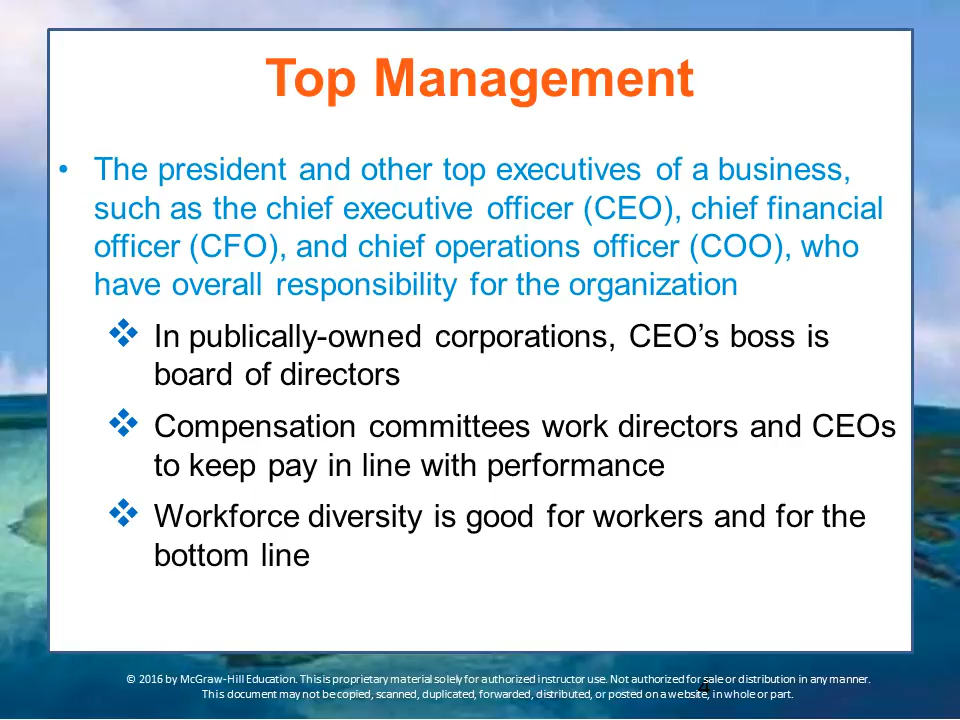 Top Management
• The president and other top executives of a business,
such as the chief executive officer (CEO), chief financial
officer (CFO), and chief operations officer (COO), who
have overall responsibility for the organization
❖ In publically-owned corporations, CEO’s boss is
board of directors
❖ Compensation committees work directors and CEOs
to keep pay in line with performance
❖ Workforce diversity is good for workers and for the
bottom line
© 2016 by McGraw-Hill Education. This is proprietary material solely for authorized instructor use. Not authorized for sale or distribution in any manner.
This document may not be copied, scanned, duplicated, forwarded, distributed, or posted on a website, in whole or part.
4